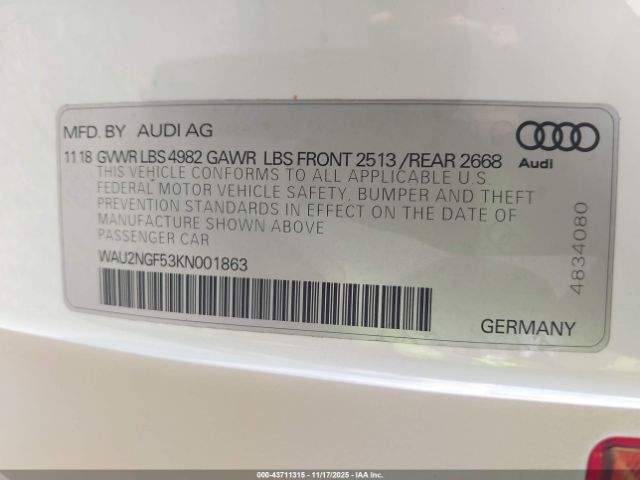 MFD. BY AUDI AG
11 18 GVWR LBS 4982 GAWR LBS FRONT 2513 /REAR 2668
THIS VEHICLE CONFORMS TO ALL APPLICABLE U.S
FEDERAL MOTOR VEHICLE SAFETY, BUMPER AND THEFT
PREVENTION STANDARDS IN EFFECT ON THE DATE OF
MANUFACTURE SHOWN ABOVE
PASSENGER CAR
WAU2NGF53KN001863
Audi
4834080
GERMANY
000-43711315 - 11/17/2025 - IAA Inc.